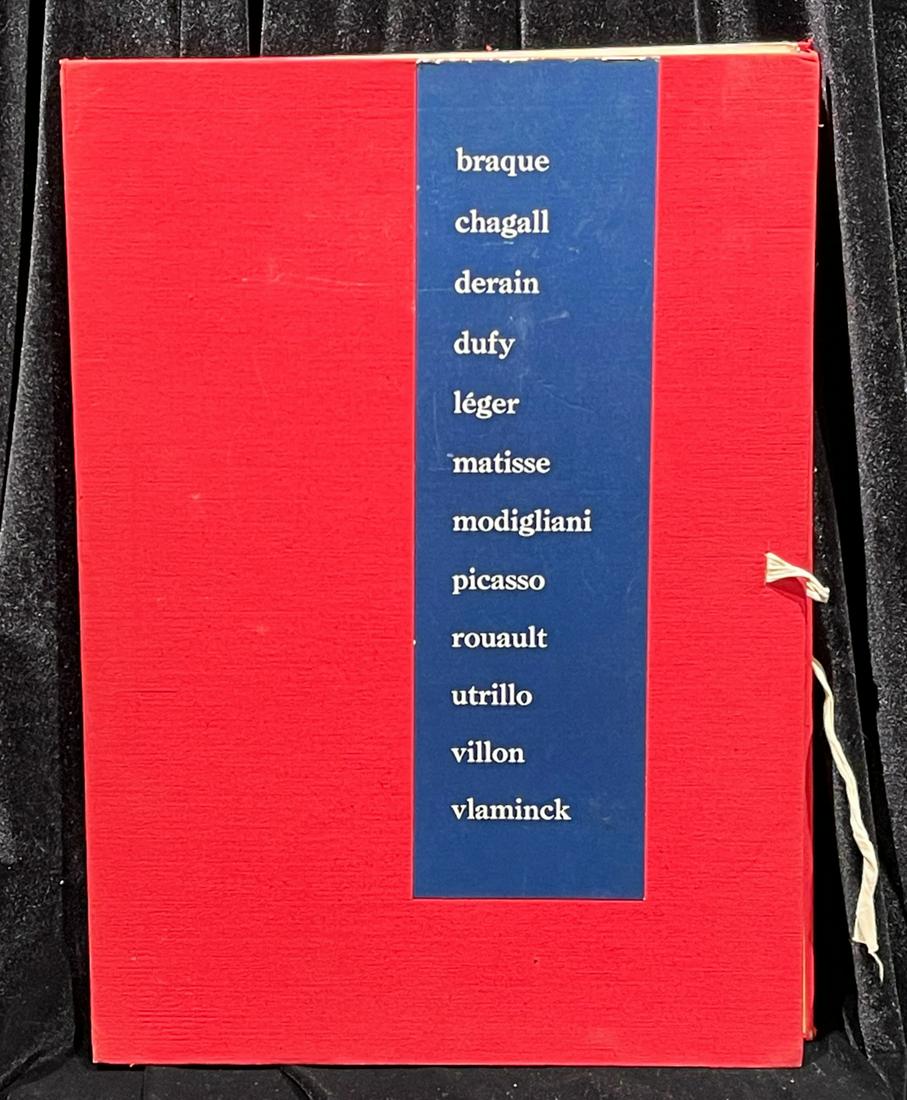 braque
chagall
derain
dufy
léger
matisse
modigliani
picasso
rouault
utrillo
villon
vlaminck